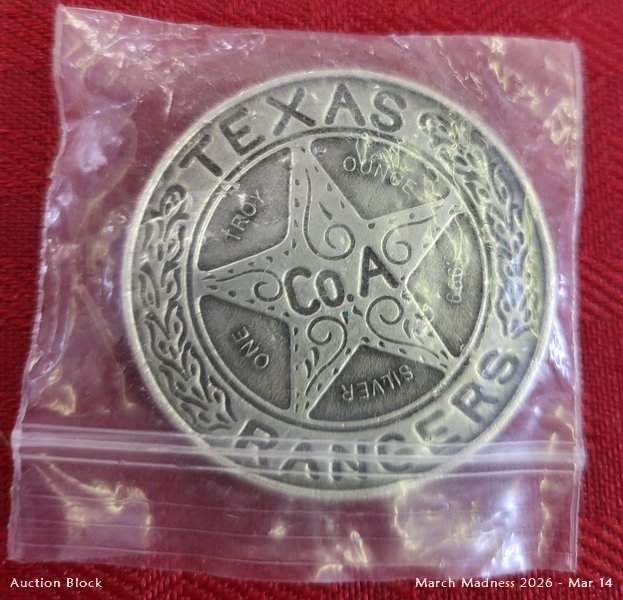 TEXAS
TROY
OUNCE
Co. A
ONE
SILVER
RANGERS
Auction Block
March Madness 2026 - Mar 14